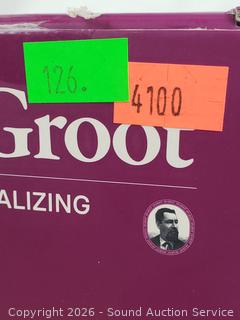 126.
4100
Groot
ALIZING
Copyright ©2026 - Sound Auction Service